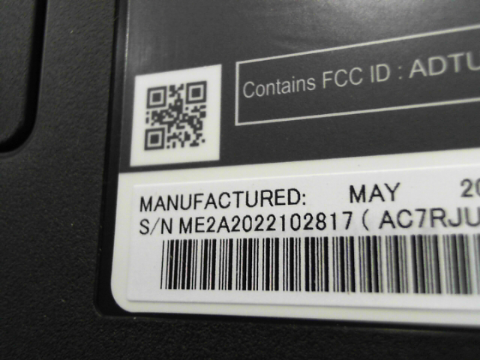 Contains FCC ID : ADTU
MANUFACTURED: MAY 20
S/N ME2A2022102817 ( AC7RJU